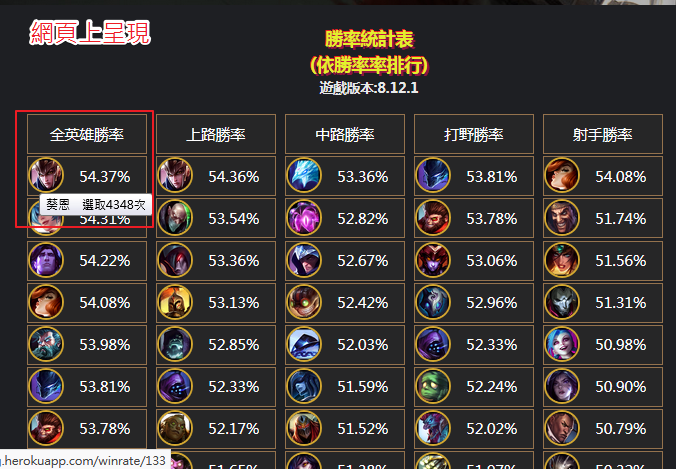 網頁上呈現
勝率統計表
(依勝率率排行)
遊戲版本:8.12.1
全英雄勝率 上路勝率 中路勝率 打野勝率 射手勝率
54.37% 54.36% 53.36% 53.81% 54.08%
葵恩 選取4348次
54.31% 53.54% 52.82% 53.78% 51.74%
54.22% 53.36% 52.67% 53.06% 51.56%
54.08% 53.13% 52.42% 52.96% 51.31%
53.98% 52.85% 52.03% 52.33% 50.98%
53.81% 52.33% 51.59% 52.24% 50.90%
53.78% 52.17% 51.52% 52.02% 50.79%
.herokuapp.com/winrate/133